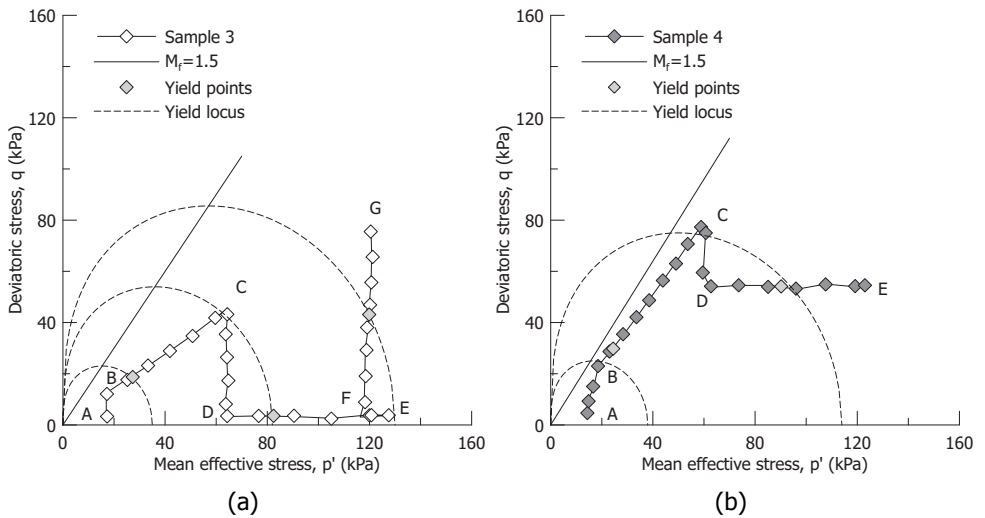 160
120
80
40
0
Deviatoric stress, q (kPa)
Sample 3
M_f=1.5
Yield points
Yield locus
A
B
C
D
E
F
G
0
40
80
120
160
Mean effective stress, p' (kPa)
(a)
160
120
80
40
0
Deviatoric stress, q (kPa)
Sample 4
M_f=1.5
Yield points
Yield locus
A
B
C
D
E
0
40
80
120
160
Mean effective stress, p' (kPa)
(b)